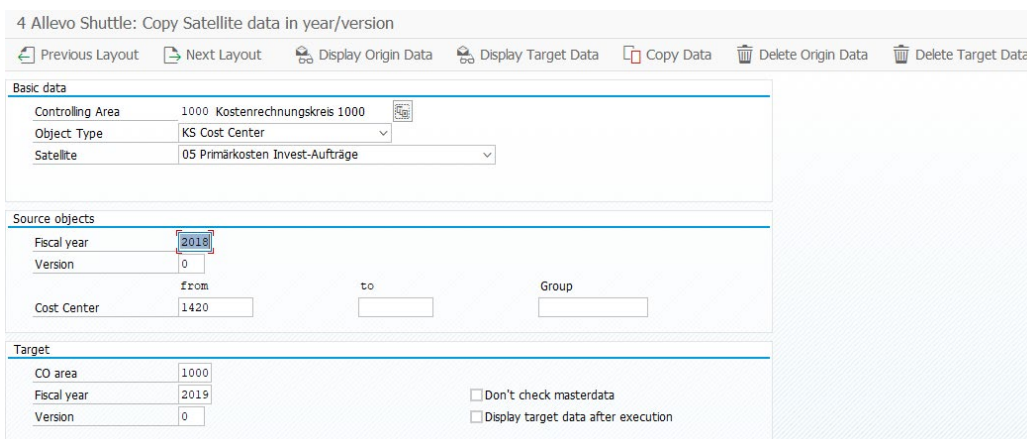 4 Allevo Shuttle: Copy Satellite data in year/version
Previous Layout Next Layout Display Origin Data Display Target Data Copy Data Delete Origin Data Delete Target Data
Basic data
Controlling Area 1000 Kostenrechnungskreis 1000
Object Type KS Cost Center
Satellite 05 Primärkosten Invest-Aufträge
Source objects
Fiscal year 2018
Version 0
from to Group
Cost Center 1420
Target
CO area 1000
Fiscal year 2019 Don't check masterdata
Version 0 Display target data after execution